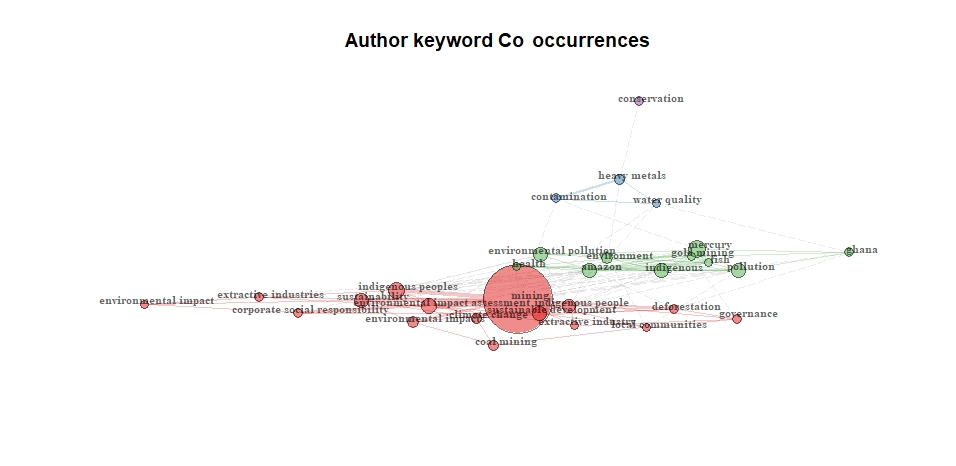 Author keyword Co occurrences
conservation
heavy metals
contamination
water quality
mercury
environmental pollution
environment
gold mining
ghana
health
amazon
indigenous
fish
pollution
indigenous peoples
extractive industries
sustainability
mining
environmental impact
environmental impact assessment
indigenous people
deforestation
corporate social responsibility
sustainable development
climate change
governance
environmental impacts
extractive industry
local communities
coal mining